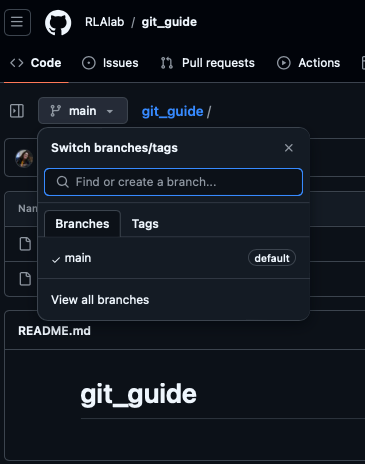 RLAlab / git_guide
Code Issues Pull requests Actions
main git_guide /
Switch branches/tags
Find or create a branch...
Branches Tags
main default
View all branches
README.md
git_guide